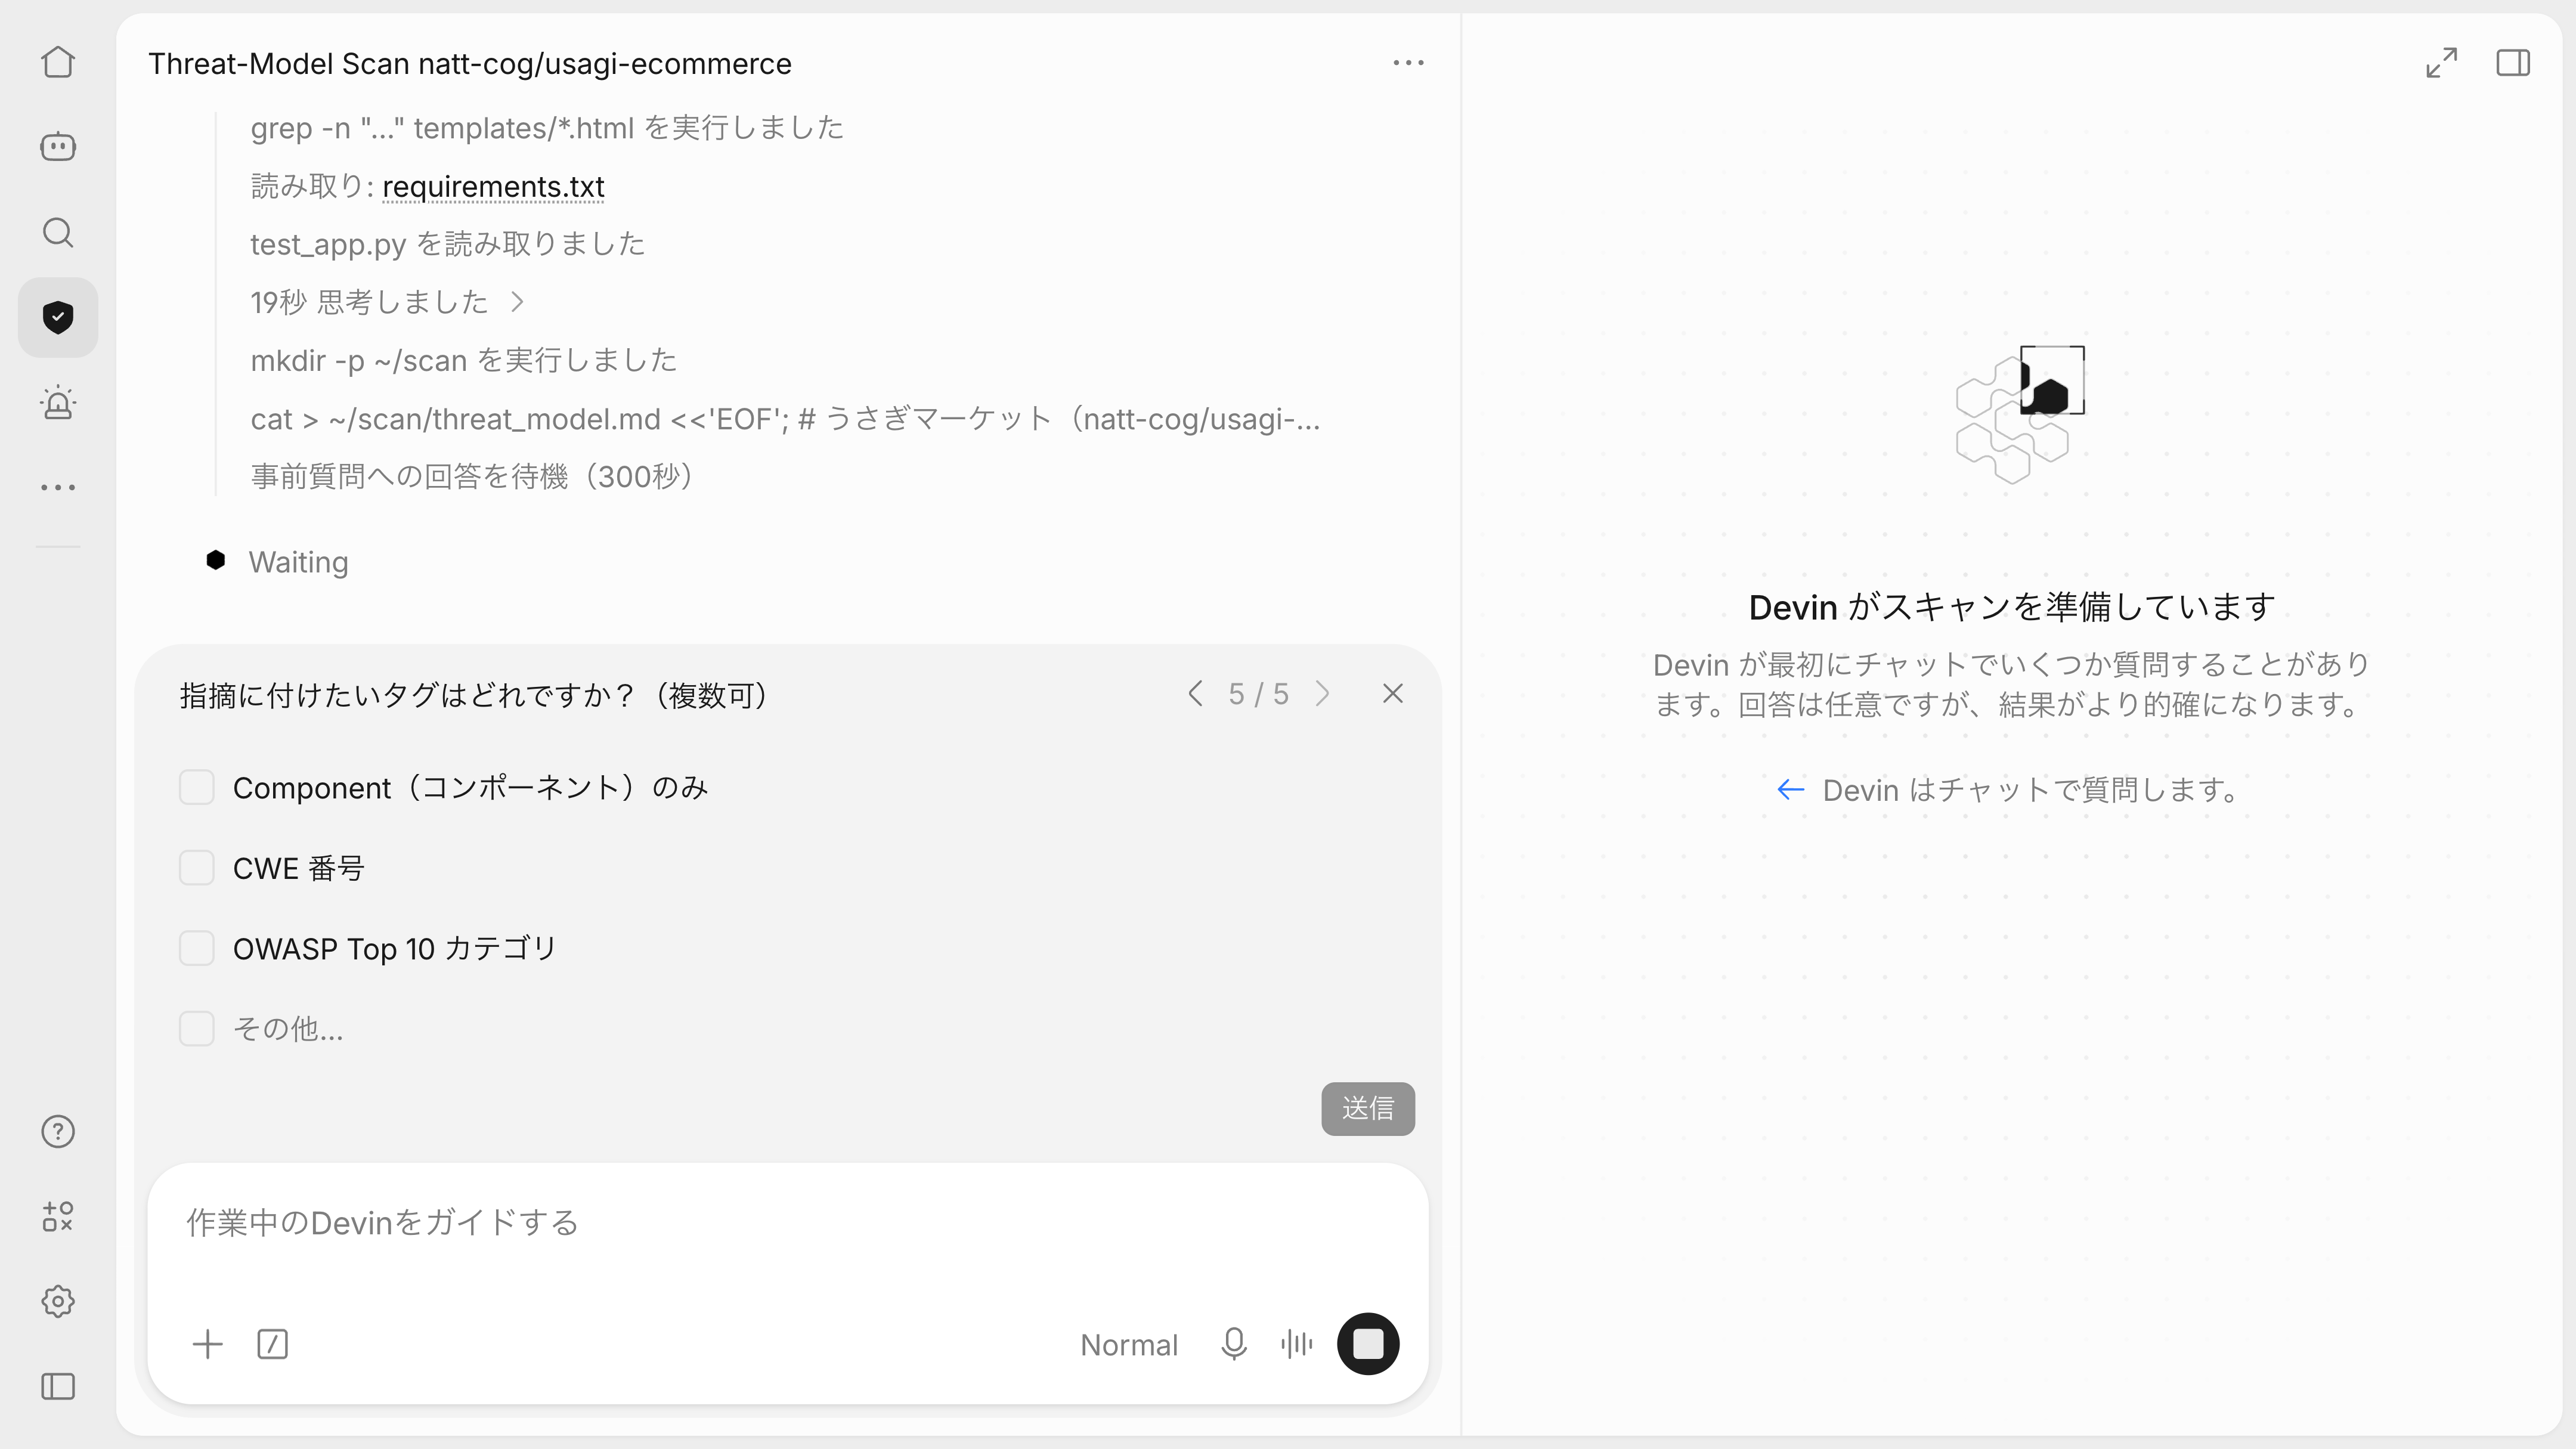 Threat-Model Scan natt-cog/usagi-ecommerce
grep -n "..." templates/*.html を実行しました
読み取り: requirements.txt
test_app.py を読み取りました
19秒 思考しました
mkdir -p ~/scan を実行しました
cat > ~/scan/threat_model.md <<'EOF'; # うさぎマーケット（natt-cog/usagi-...
事前質問への回答を待機（300秒）
Waiting
指摘に付けたいタグはどれですか？（複数可）
5 / 5
Component（コンポーネント）のみ
CWE 番号
OWASP Top 10 カテゴリ
その他...
送信
作業中のDevinをガイドする
Normal
Devin がスキャンを準備しています
Devin が最初にチャットでいくつか質問することがあり
ます。回答は任意ですが、結果がより的確になります。
Devin はチャットで質問します。